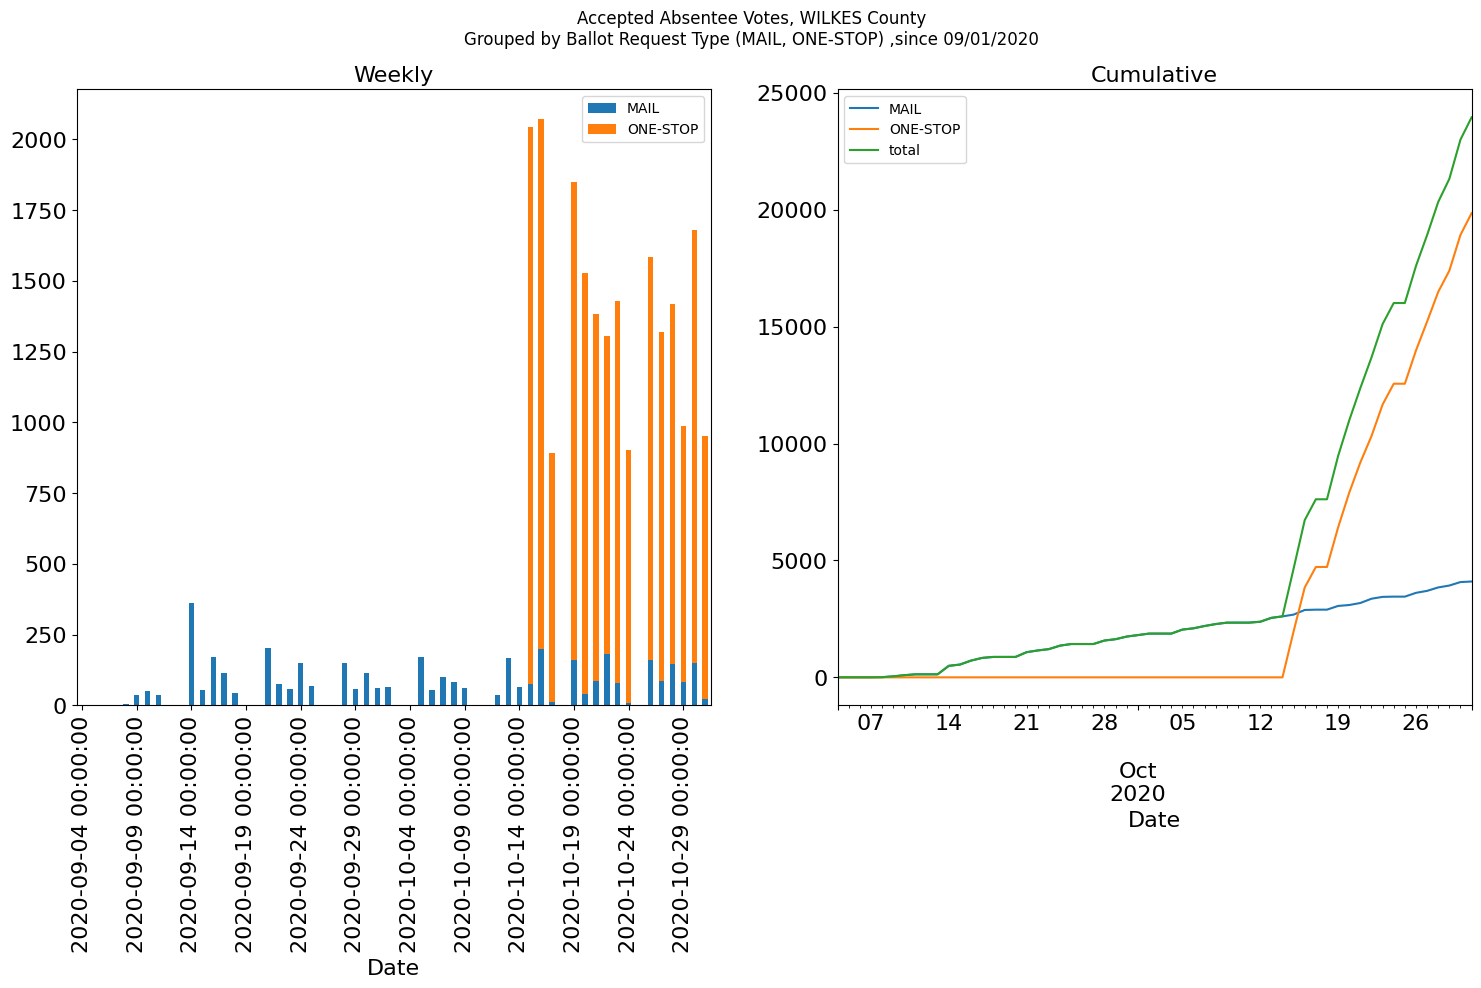 Accepted Absentee Votes, WILKES County
Grouped by Ballot Request Type (MAIL, ONE-STOP) ,since 09/01/2020
Weekly
MAIL
ONE-STOP
2000
1750
1500
1250
1000
750
500
250
0
2020-09-04 00:00:00
2020-09-09 00:00:00
2020-09-14 00:00:00
2020-09-19 00:00:00
2020-09-24 00:00:00
2020-09-29 00:00:00
2020-10-04 00:00:00
2020-10-09 00:00:00
2020-10-14 00:00:00
2020-10-19 00:00:00
2020-10-24 00:00:00
2020-10-29 00:00:00
Date
Cumulative
MAIL
ONE-STOP
total
25000
20000
15000
10000
5000
0
07 14 21 28 05 12 19 26
Oct
2020
Date